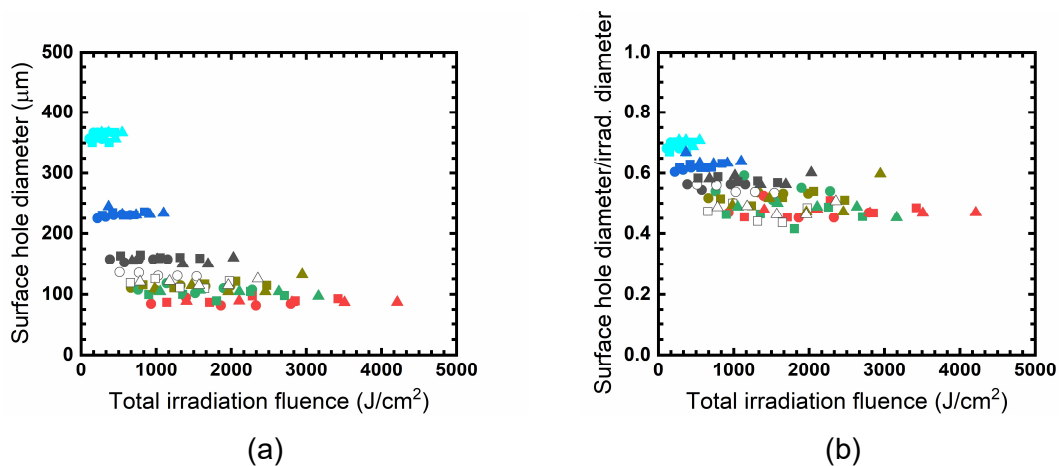 500
400
300
200
100
0
0 1000 2000 3000 4000 5000
Surface hole diameter (μm)
Total irradiation fluence (J/cm²)
(a)
1.0
0.8
0.6
0.4
0.2
0.0
0 1000 2000 3000 4000 5000
Surface hole diameter/irrad. diameter
Total irradiation fluence (J/cm²)
(b)